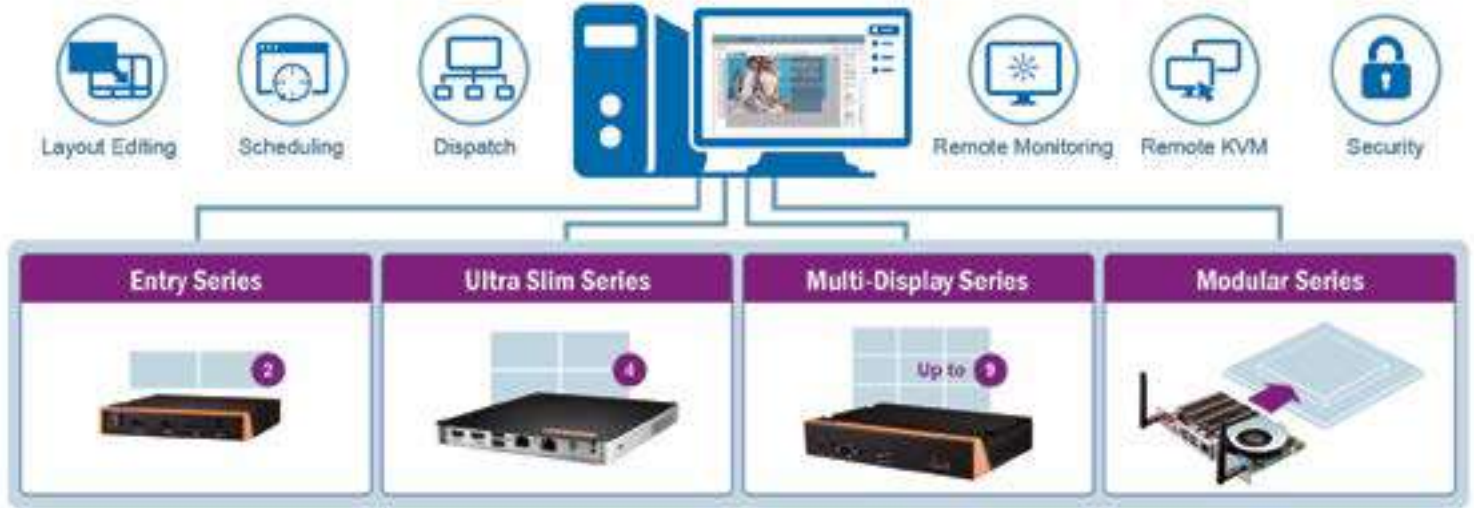 Layout Editing
Scheduling
Dispatch
Remote Monitoring
Remote KVM
Security
Entry Series
Ultra Slim Series
Multi-Display Series
Modular Series
2
4
Up to 9